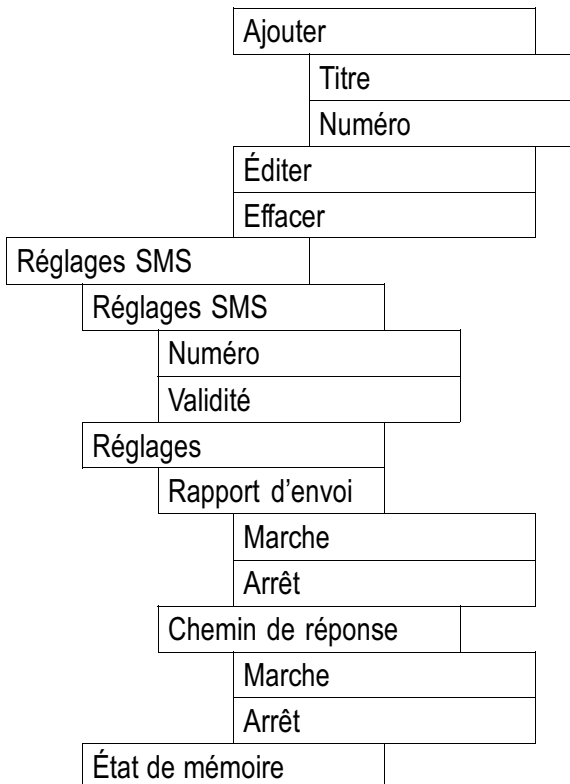 Ajouter
Titre
Numéro
Éditer
Effacer
Réglages SMS
Réglages SMS
Numéro
Validité
Réglages
Rapport d'envoi
Marche
Arrêt
Chemin de réponse
Marche
Arrêt
État de mémoire